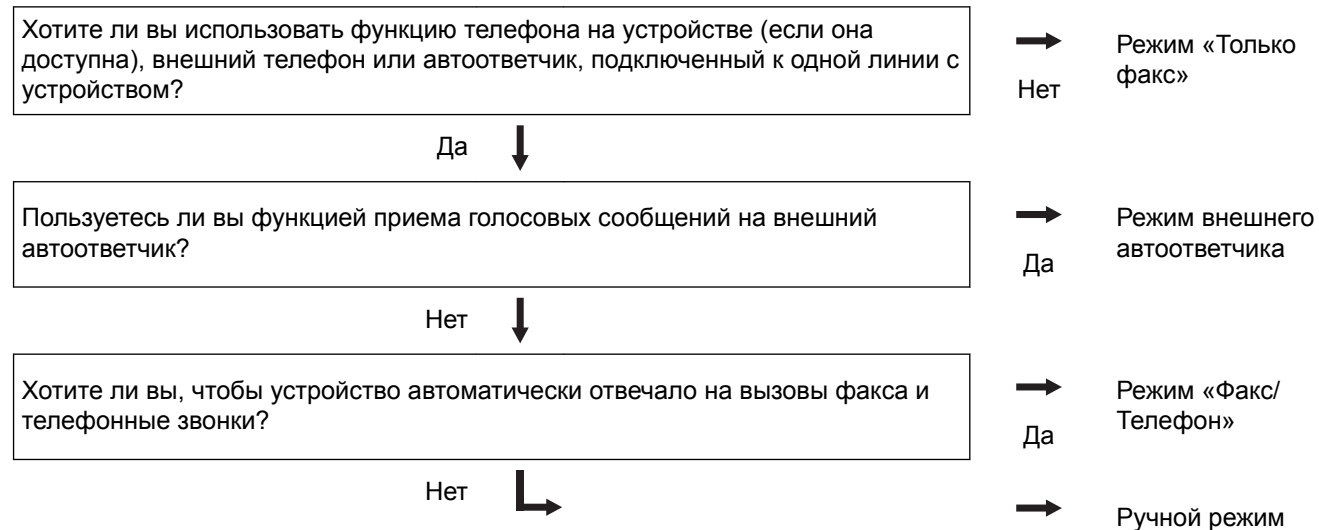 Хотите ли вы использовать функцию телефона на устройстве (если она
доступна), внешний телефон или автоответчик, подключенный к одной линии с
устройством?
Нет
Режим «Только
факс»
Да
Пользуетесь ли вы функцией приема голосовых сообщений на внешний
автоответчик?
Да
Режим внешнего
автоответчика
Нет
Хотите ли вы, чтобы устройство автоматически отвечало на вызовы факса и
телефонные звонки?
Да
Режим «Факс/
Телефон»
Нет
Ручной режим